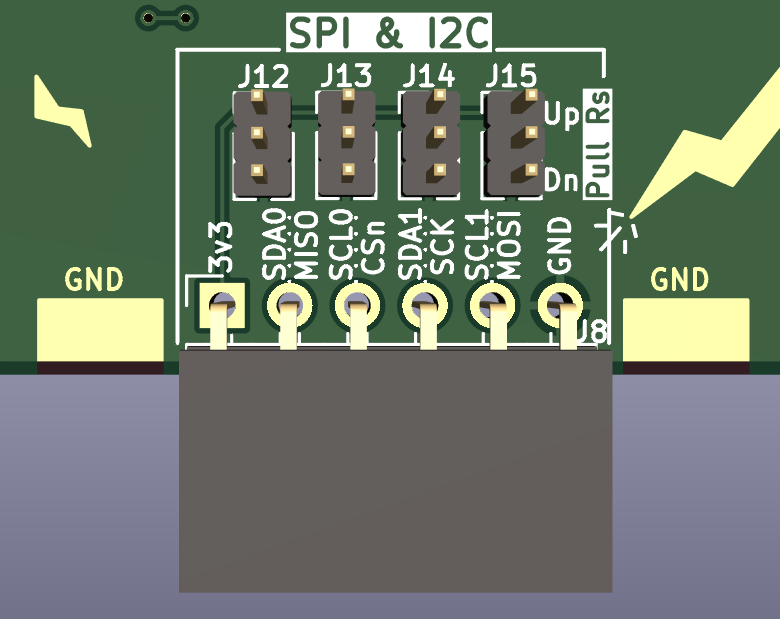 SPI & I2C
J12
J13
J14
J15
Up
Dn
Pull Rs
3v3
SDA0
MISO
SCL0
CSn
SDA1
SCK
SCL1
MOSI
GND
GND
GND
J8